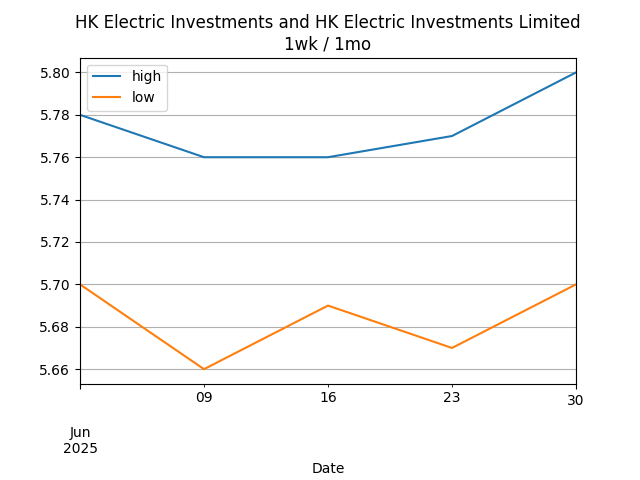 HK Electric Investments and HK Electric Investments Limited
1wk / 1mo
high
low
5.80
5.78
5.76
5.74
5.72
5.70
5.68
5.66
09
16
23
30
Jun
2025
Date